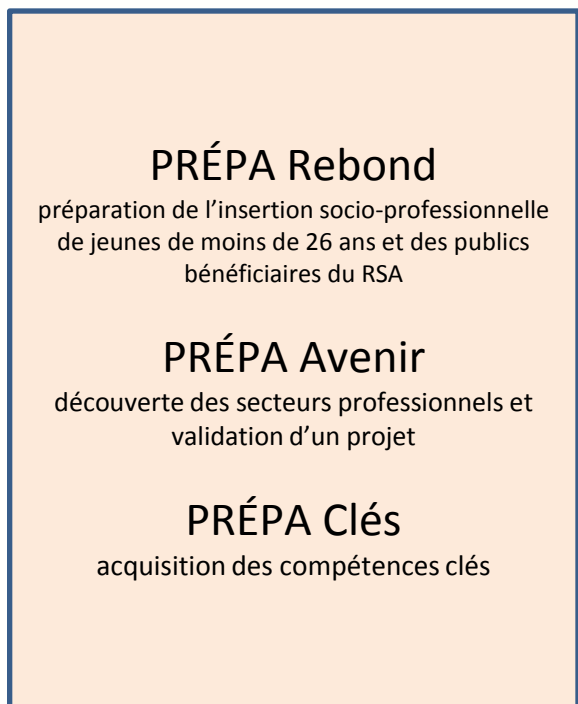 PRÉPA Rebond
préparation de l’insertion socio-professionnelle
de jeunes de moins de 26 ans et des publics
bénéficiaires du RSA
PRÉPA Avenir
découverte des secteurs professionnels et
validation d’un projet
PRÉPA Clés
acquisition des compétences clés